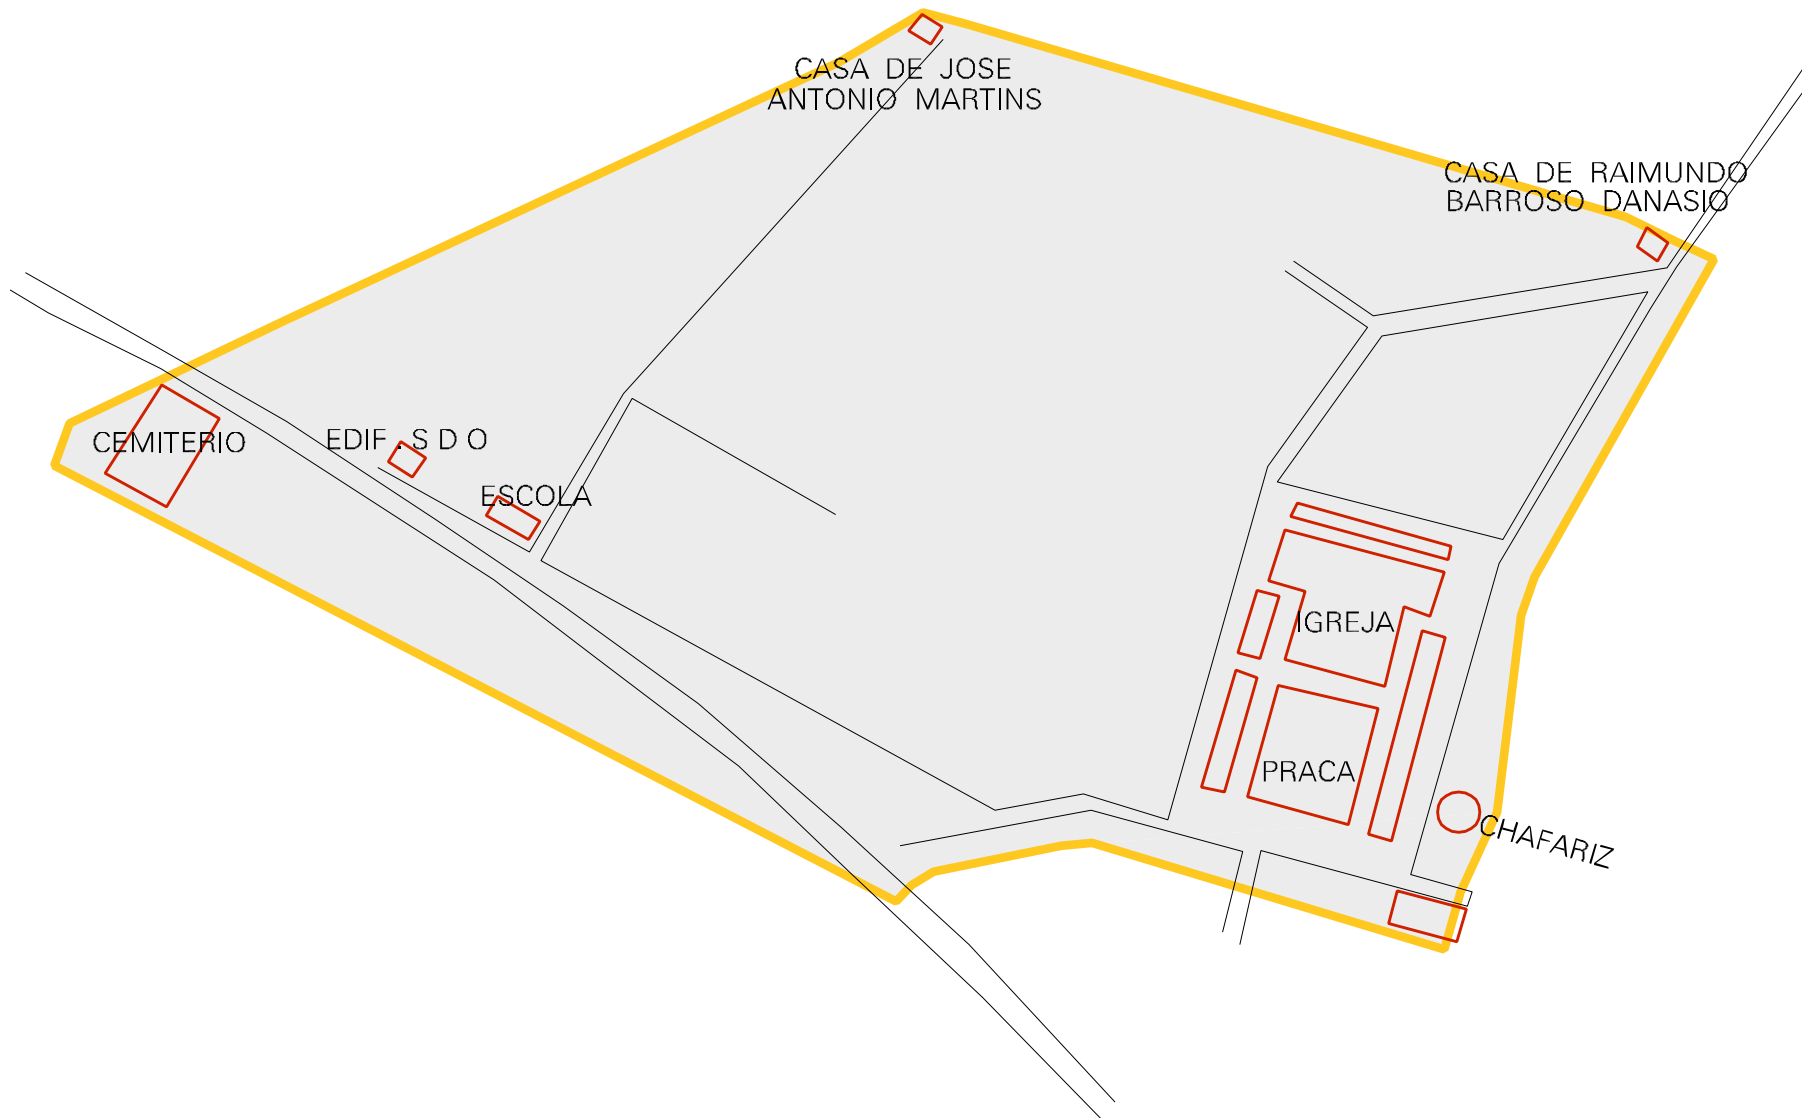 CASA DE JOSE
ANTONIO MARTINS
CASA DE RAIMUNDO
BARROSO DANASIO
CEMITERIO
EDIF . S D O
ESCOLA
IGREJA
PRACA
CHAFARIZ